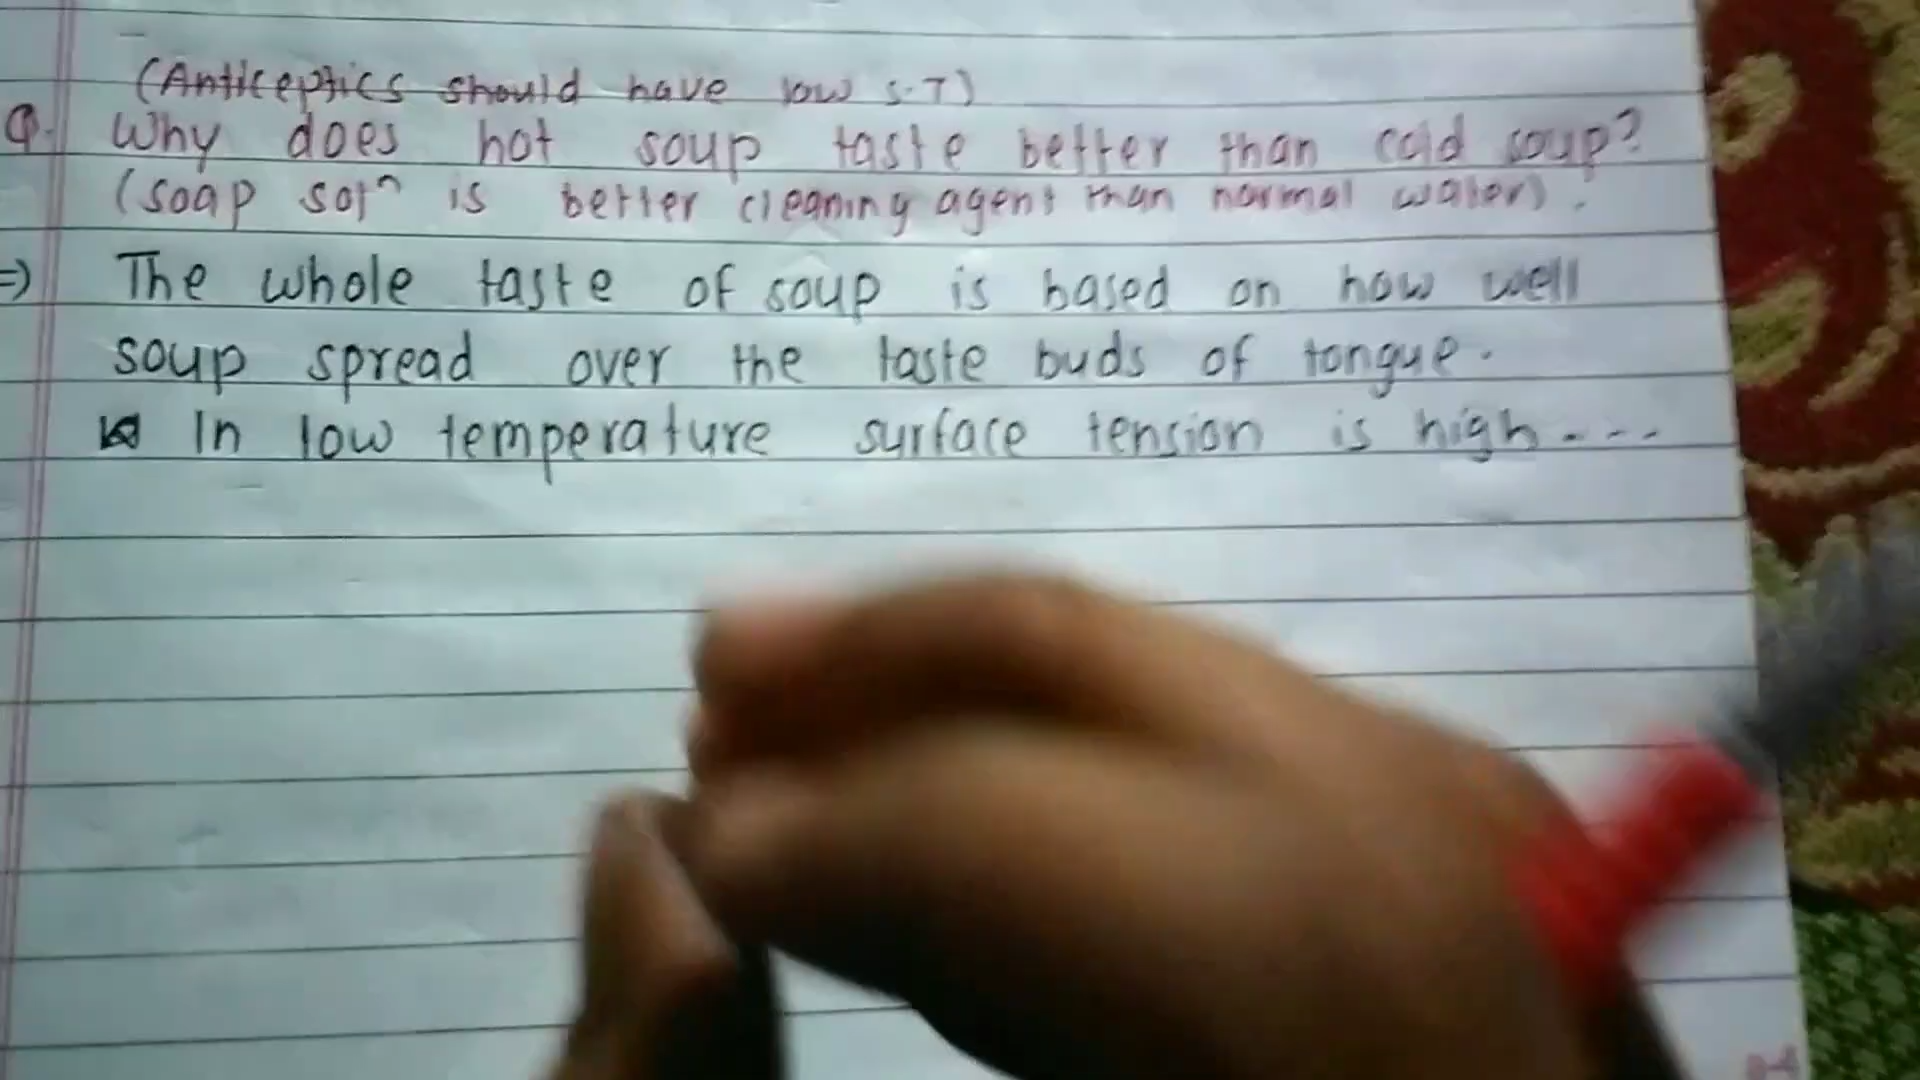 (Anticeptics should have low S.T)
Q. Why does hot soup taste better than cold soup?
(soap solⁿ is better cleaning agent than normal water).
=) The whole taste of soup is based on how well
soup spread over the taste buds of tongue.
In low temperature surface tension is high----